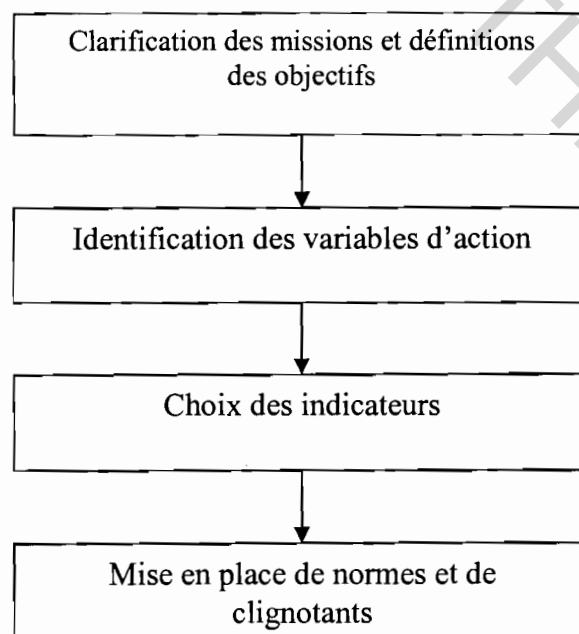 Clarification des missions et définitions
des objectifs
Identification des variables d'action
Choix des indicateurs
Mise en place de normes et de
clignotants